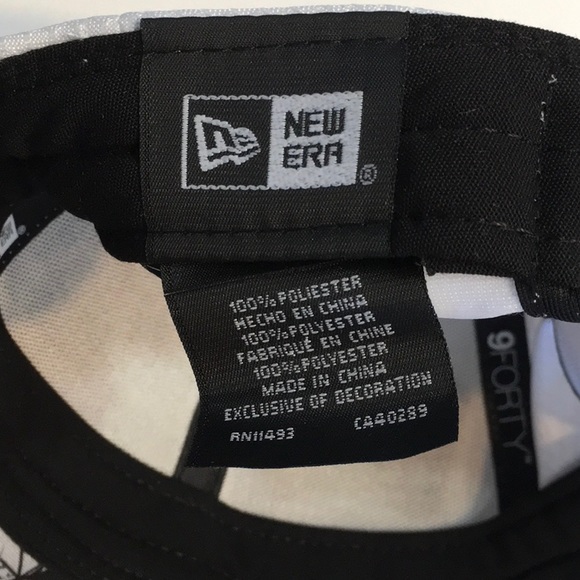 NEW
ERA
®
100% POLIESTER
HECHO EN CHINA
100% POLYESTER
FABRIQUÉ EN CHINE
100% POLYESTER
MADE IN CHINA
EXCLUSIVE OF DECORATION
RN11493 CA40289
9FORTY™